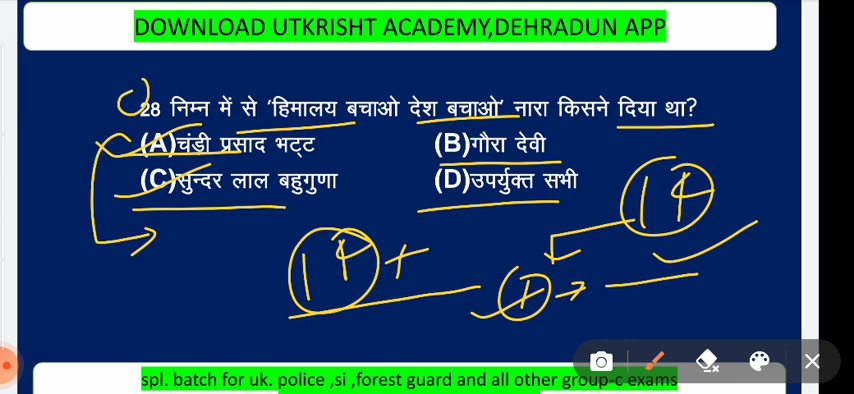 DOWNLOAD UTKRISHT ACADEMY,DEHRADUN APP
28 निम्न में से 'हिमालय बचाओ देश बचाओ' नारा किसने दिया था?
(A)चंडी प्रसाद भट्ट (B)गौरा देवी
(C)सुन्दर लाल बहुगुणा (D)उपर्युक्त सभी
spl. batch for uk. police ,si ,forest guard and all other group-c exams